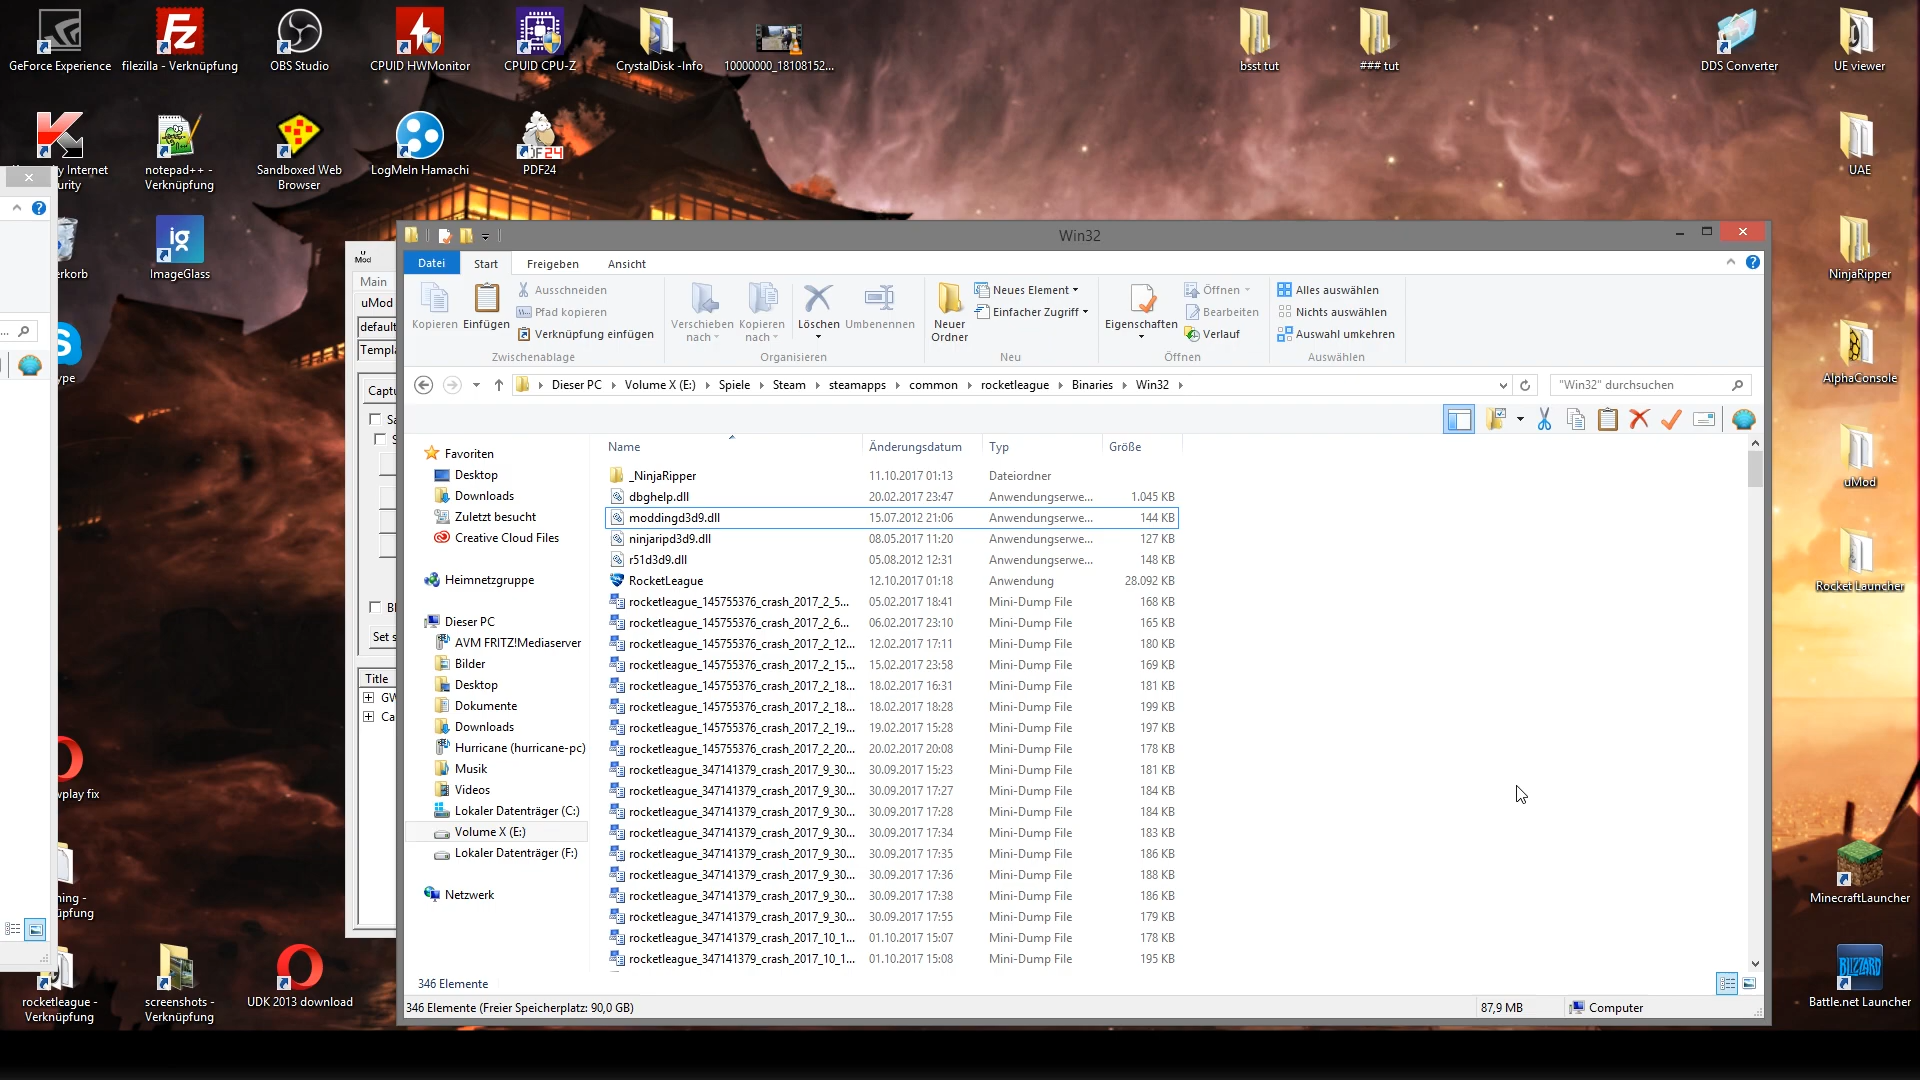 GeForce Experience
filezilla - Verknüpfung
OBS Studio
CPUID HWMonitor
CPUID CPU-Z
CrystalDisk -Info
10000000_18108152...
bsst tut
### tut
DDS Converter
UE viewer
y Internet
urity
notepad++ -
Verknüpfung
Sandboxed Web
Browser
LogMeIn Hamachi
PDF24
UAE
erkorb
ImageGlass
NinjaRipper
ype
AlphaConsole
uMod
Rocket Launcher
wplay fix
ning -
üpfung
MinecraftLauncher
rocketleague -
Verknüpfung
screenshots -
Verknüpfung
UDK 2013 download
Battle.net Launcher
u
Mod
Main
uMod
default
Templa
Captu
Sa
S
Bl
Set s
Title
GW
Ca
Win32
Datei
Start
Freigeben
Ansicht
Kopieren
Einfügen
Ausschneiden
Pfad kopieren
Verknüpfung einfügen
Zwischenablage
Verschieben
nach
Kopieren
nach
Löschen
Umbenennen
Organisieren
Neuer
Ordner
Neues Element
Einfacher Zugriff
Neu
Eigenschaften
Öffnen
Bearbeiten
Verlauf
Öffnen
Alles auswählen
Nichts auswählen
Auswahl umkehren
Auswählen
Dieser PC
Volume X (E:)
Spiele
Steam
steamapps
common
rocketleague
Binaries
Win32
"Win32" durchsuchen
Favoriten
Desktop
Downloads
Zuletzt besucht
Creative Cloud Files
Heimnetzgruppe
Dieser PC
AVM FRITZ!Mediaserver
Bilder
Desktop
Dokumente
Downloads
Hurricane (hurricane-pc)
Musik
Videos
Lokaler Datenträger (C:)
Volume X (E:)
Lokaler Datenträger (F:)
Netzwerk
Name Änderungsdatum Typ Größe
_NinjaRipper 11.10.2017 01:13 Dateiordner
dbghelp.dll 20.02.2017 23:47 Anwendungserwe... 1.045 KB
moddingd3d9.dll 15.07.2012 21:06 Anwendungserwe... 144 KB
ninjaripd3d9.dll 08.05.2017 11:20 Anwendungserwe... 127 KB
r51d3d9.dll 05.08.2012 12:31 Anwendungserwe... 148 KB
RocketLeague 12.10.2017 01:18 Anwendung 28.092 KB
rocketleague_145755376_crash_2017_2_5... 05.02.2017 18:41 Mini-Dump File 168 KB
rocketleague_145755376_crash_2017_2_6... 06.02.2017 23:10 Mini-Dump File 165 KB
rocketleague_145755376_crash_2017_2_12... 12.02.2017 17:11 Mini-Dump File 180 KB
rocketleague_145755376_crash_2017_2_15... 15.02.2017 23:58 Mini-Dump File 169 KB
rocketleague_145755376_crash_2017_2_18... 18.02.2017 16:31 Mini-Dump File 181 KB
rocketleague_145755376_crash_2017_2_18... 18.02.2017 18:28 Mini-Dump File 199 KB
rocketleague_145755376_crash_2017_2_19... 19.02.2017 15:28 Mini-Dump File 197 KB
rocketleague_145755376_crash_2017_2_20... 20.02.2017 20:08 Mini-Dump File 178 KB
rocketleague_347141379_crash_2017_9_30... 30.09.2017 15:23 Mini-Dump File 181 KB
rocketleague_347141379_crash_2017_9_30... 30.09.2017 17:27 Mini-Dump File 184 KB
rocketleague_347141379_crash_2017_9_30... 30.09.2017 17:28 Mini-Dump File 184 KB
rocketleague_347141379_crash_2017_9_30... 30.09.2017 17:34 Mini-Dump File 183 KB
rocketleague_347141379_crash_2017_9_30... 30.09.2017 17:35 Mini-Dump File 186 KB
rocketleague_347141379_crash_2017_9_30... 30.09.2017 17:36 Mini-Dump File 188 KB
rocketleague_347141379_crash_2017_9_30... 30.09.2017 17:38 Mini-Dump File 186 KB
rocketleague_347141379_crash_2017_9_30... 30.09.2017 17:55 Mini-Dump File 179 KB
rocketleague_347141379_crash_2017_10_1... 01.10.2017 15:07 Mini-Dump File 178 KB
rocketleague_347141379_crash_2017_10_1... 01.10.2017 15:08 Mini-Dump File 195 KB
346 Elemente
346 Elemente (Freier Speicherplatz: 90,0 GB)
87,9 MB
Computer